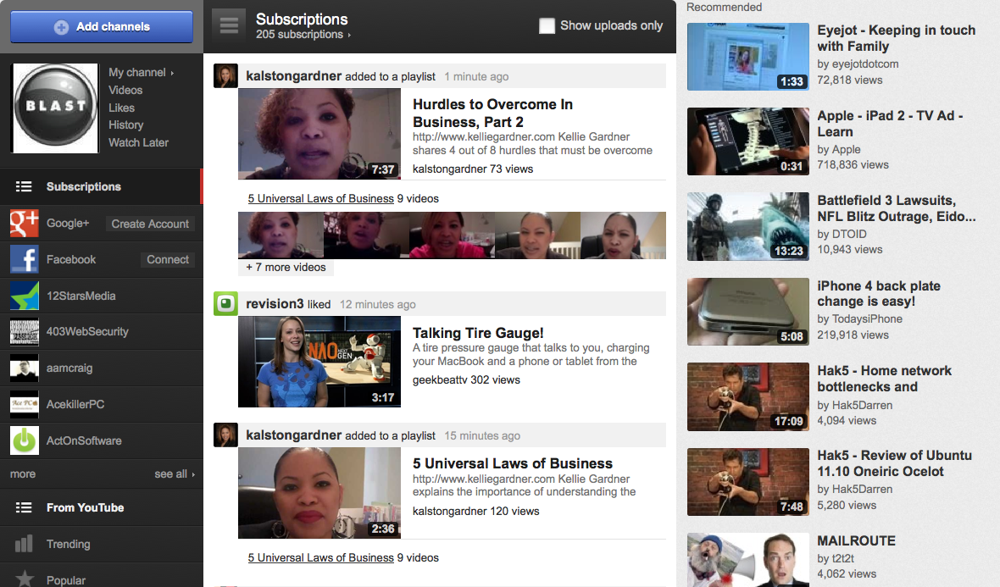 Add channels
BLAST
My channel ›
Videos
Likes
History
Watch Later
Subscriptions
g+
Google+
Create Account
f
Facebook
Connect
12StarsMedia
PASSWORD
403WebSecurity
aamcraig
Ace PC
AcekillerPC
ActOnSoftware
more
see all ›
From YouTube
Trending
Popular
Subscriptions
205 subscriptions ›
Show uploads only
kalstongardner added to a playlist 1 minute ago
7:37
Hurdles to Overcome In
Business, Part 2
http://www.kelliegardner.com Kellie Gardner
shares 4 out of 8 hurdles that must be overcome
kalstongardner 73 views
5 Universal Laws of Business 9 videos
+ 7 more videos
revision3 liked 12 minutes ago
NAO NEXT
GEN
3:17
Talking Tire Gauge!
A tire pressure gauge that talks to you, charging
your MacBook and a phone or tablet from the
geekbeattv 302 views
kalstongardner added to a playlist 15 minutes ago
2:36
5 Universal Laws of Business
http://www.kelliegardner.com Kellie Gardner
explains the importance of understanding the
kalstongardner 120 views
5 Universal Laws of Business 9 videos
Recommended
1:33
Eyejot - Keeping in touch
with Family
by eyejotdotcom
72,818 views
0:31
Apple - iPad 2 - TV Ad -
Learn
by Apple
718,836 views
13:23
Battlefield 3 Lawsuits,
NFL Blitz Outrage, Eido...
by DTOID
10,943 views
5:08
iPhone 4 back plate
change is easy!
by TodaysiPhone
219,918 views
17:09
Hak5 - Home network
bottlenecks and
by Hak5Darren
4,094 views
7:48
Hak5 - Review of Ubuntu
11.10 Oneiric Ocelot
by Hak5Darren
5,280 views
MAILROUTE
by t2t2t
4,062 views